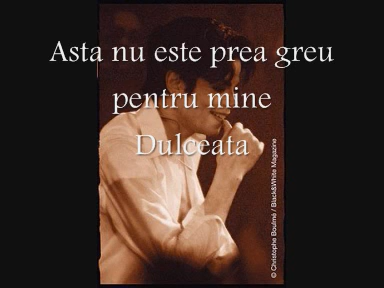 Asta nu este prea greu
pentru mine
Dulceata
© Christophe Boulmé / Black&White Magazine